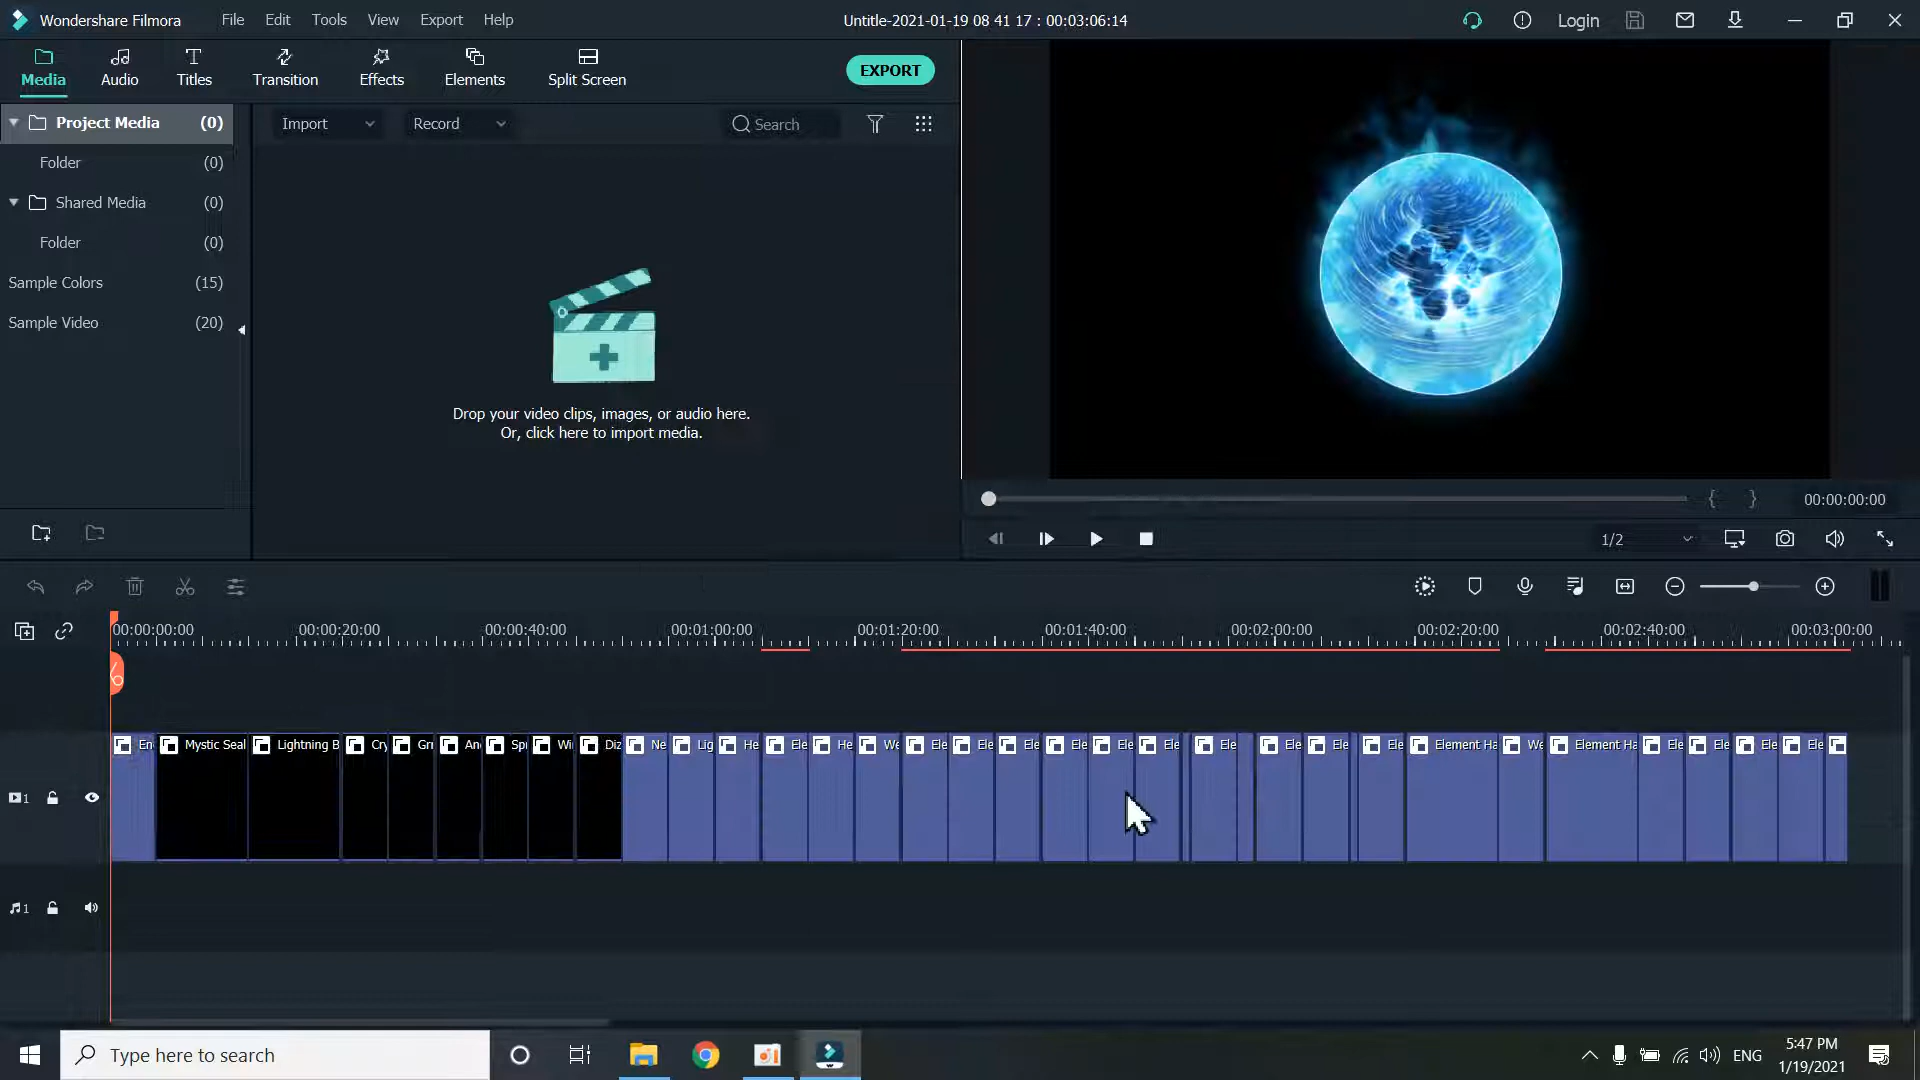 Wondershare Filmora File Edit Tools View Export Help Untitle-2021-01-19 08 41 17 : 00:03:06:14 Login
Media Audio Titles Transition Effects Elements Split Screen EXPORT
Project Media (0)
Folder (0)
Shared Media (0)
Folder (0)
Sample Colors (15)
Sample Video (20)
Import Record Search
Drop your video clips, images, or audio here.
Or, click here to import media.
{ } 00:00:00:00
1/2
00:00:00:00 00:00:20:00 00:00:40:00 00:01:00:00 00:01:20:00 00:01:40:00 00:02:00:00 00:02:20:00 00:02:40:00 00:03:00:00
En Mystic Seal Lightning B Cry Gr An Spi Wi Diz Ne Lig He Ele He We Ele Ele Ele Ele Ele Ele Ele Ele Ele Ele Element Ha We Element Ha Ele Ele Ele Ele
1
1
Type here to search ENG 5:47 PM
1/19/2021